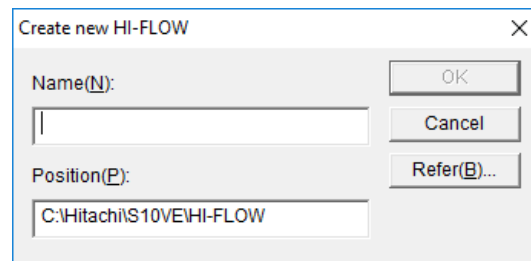 Create new HI-FLOW
Name(N):
OK
Cancel
Position(P):
Refer(B)...
C:\Hitachi\S10VE\HI-FLOW